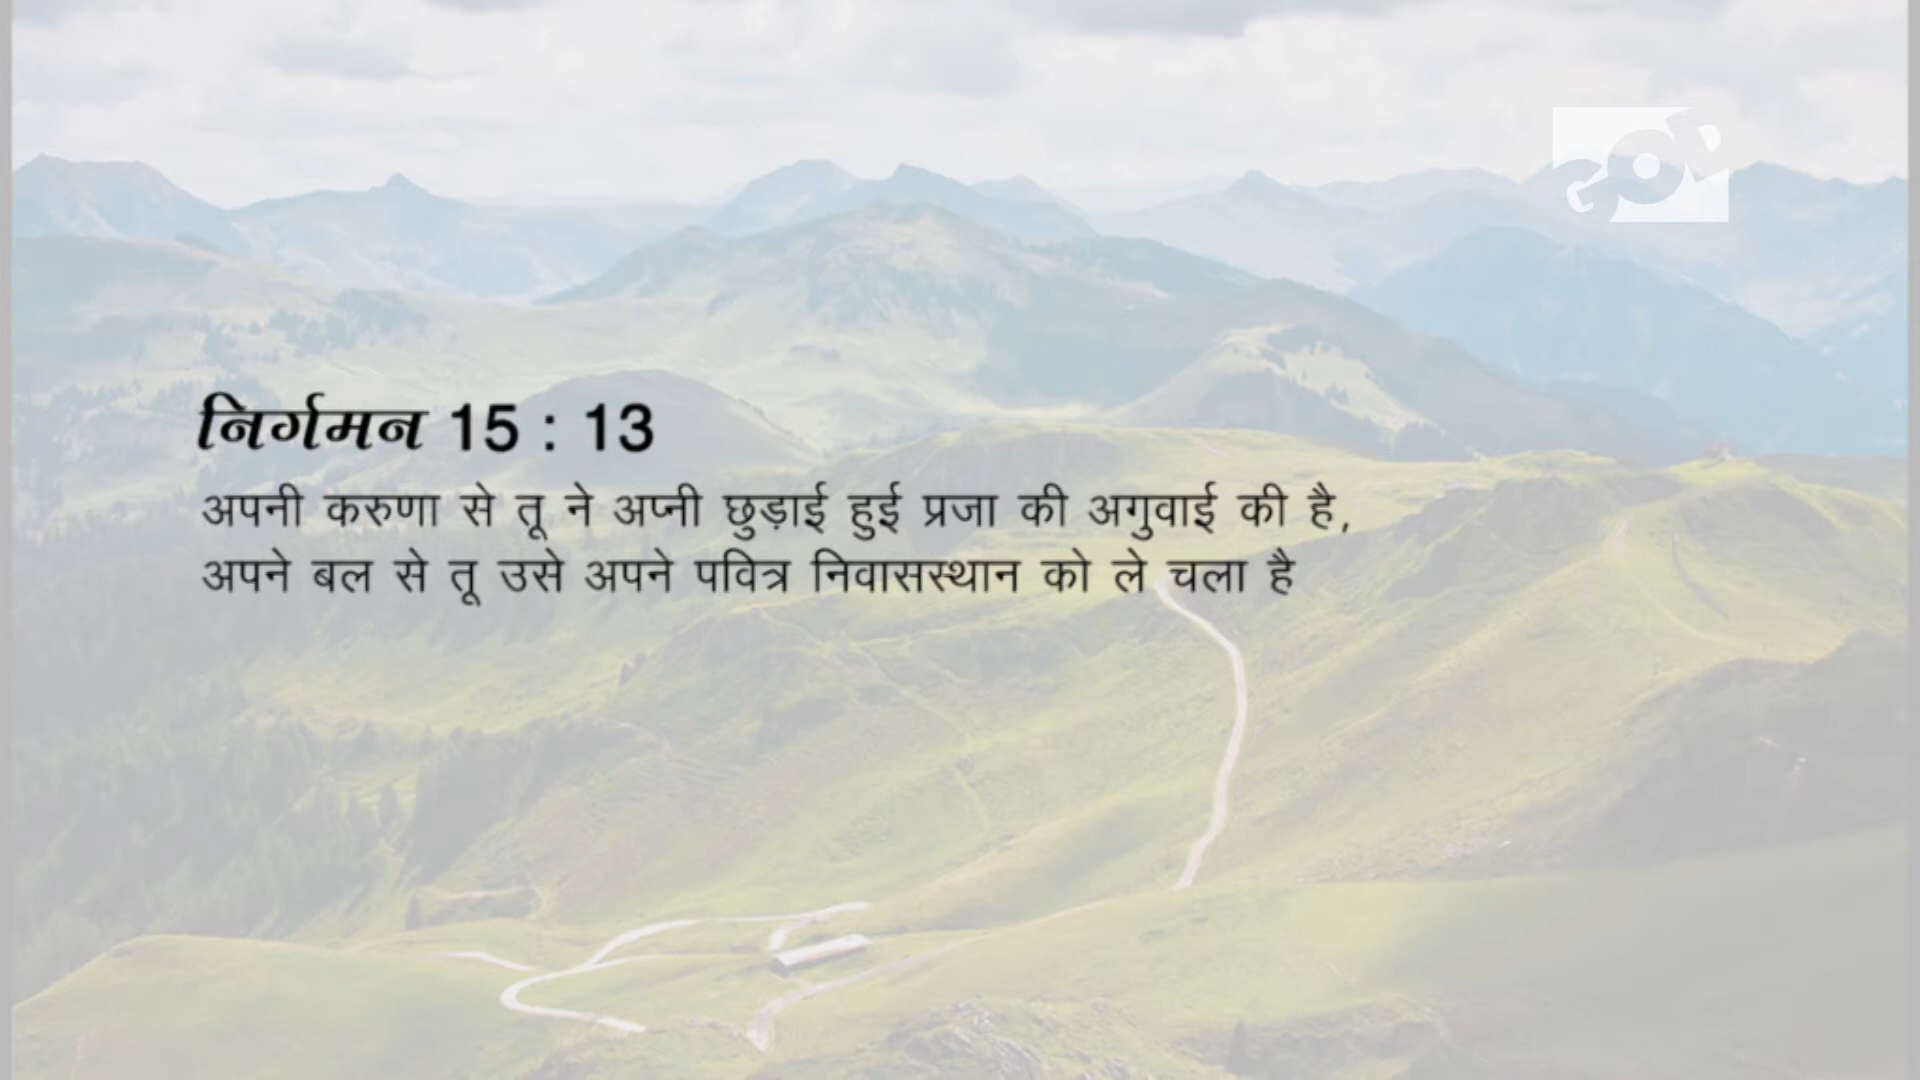 निर्गमन 15 : 13
अपनी करुणा से तू ने अप्नी छुड़ाई हुई प्रजा की अगुवाई की है,
अपने बल से तू उसे अपने पवित्र निवासस्थान को ले चला है